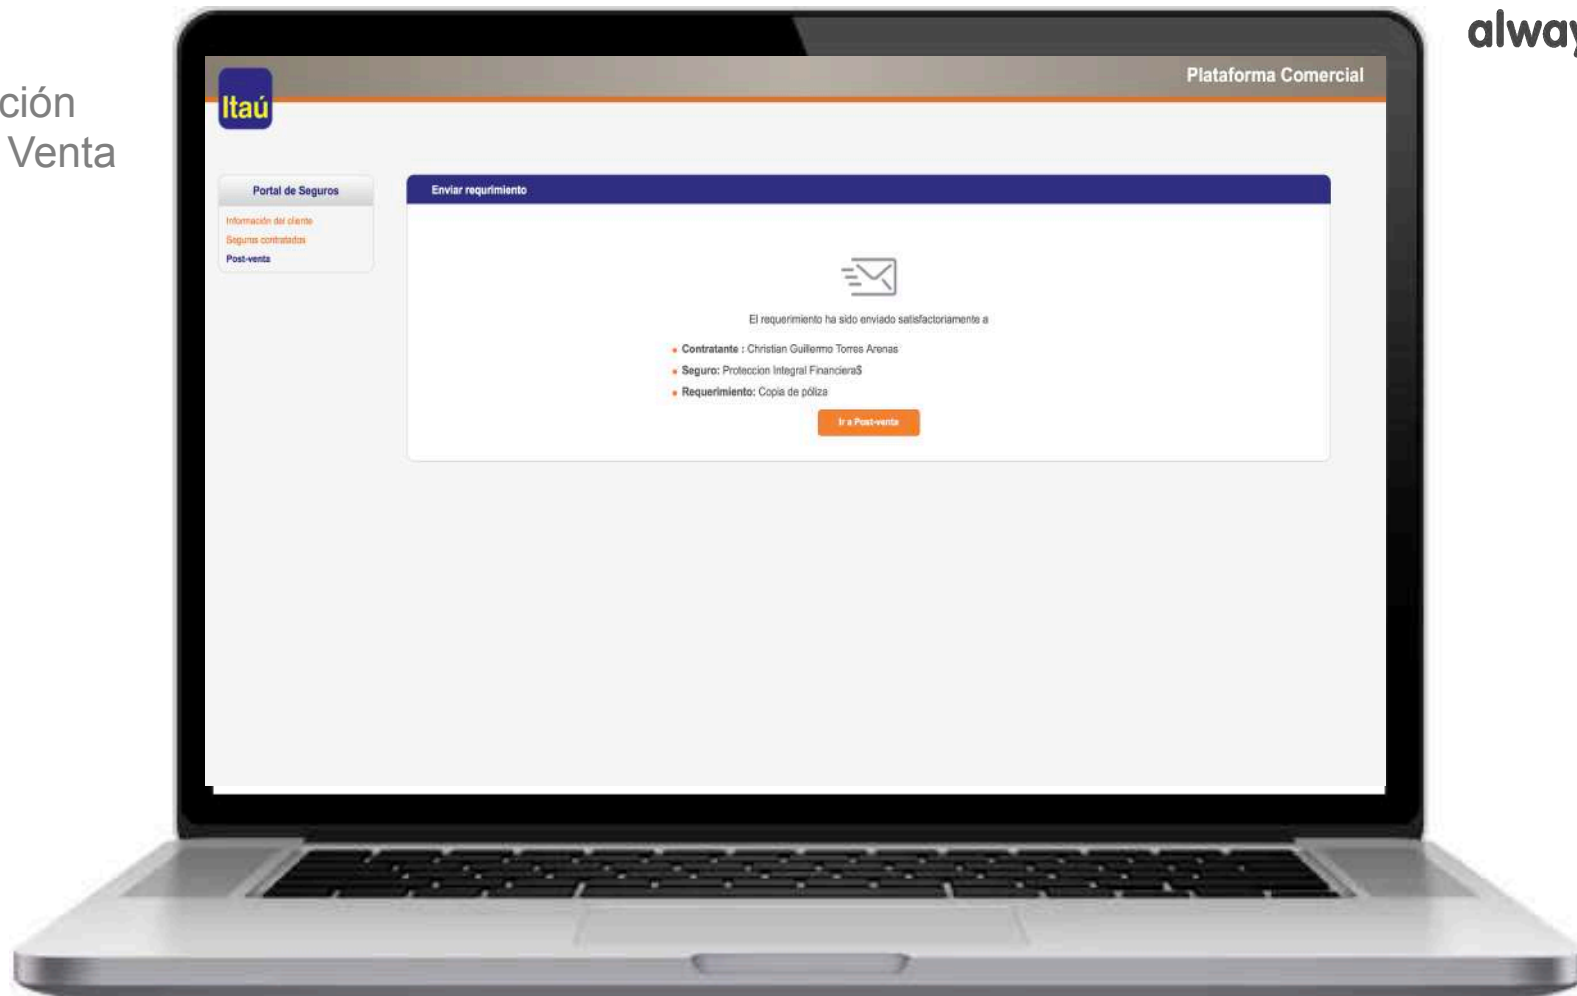 alway
ción
Venta
Plataforma Comercial
Itaú
Portal de Seguros
Información del cliente
Seguros contratados
Post-venta
Enviar requrimiento
El requerimiento ha sido enviado satisfactoriamente a
Contratante : Christian Guillermo Torres Arenas
Seguro: Proteccion Integral Financiera$
Requerimiento: Copia de póliza
Ir a Post-venta